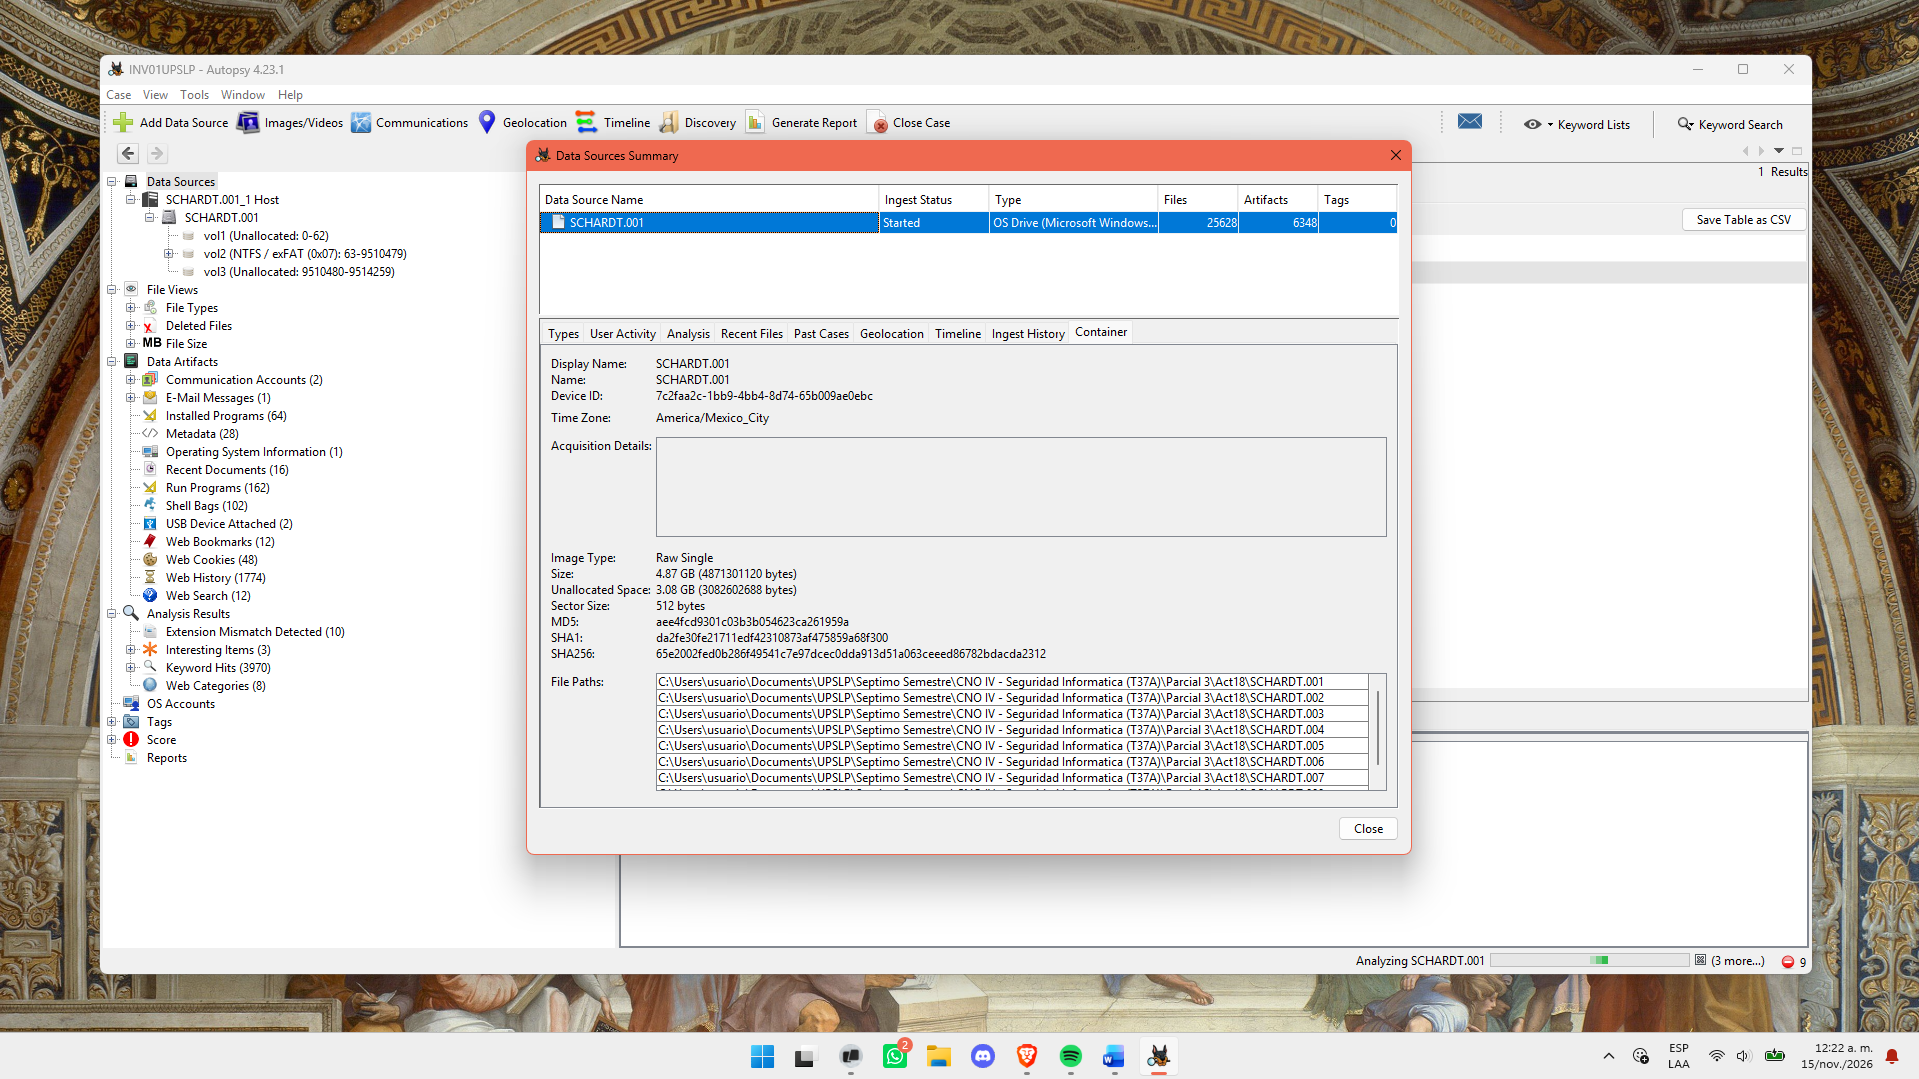 INV01UPSLP - Autopsy 4.23.1
Case View Tools Window Help
Add Data Source Images/Videos Communications Geolocation Timeline Discovery Generate Report Close Case Keyword Lists Keyword Search
1 Results
Save Table as CSV
Data Sources
SCHARDT.001_1 Host
SCHARDT.001
vol1 (Unallocated: 0-62)
vol2 (NTFS / exFAT (0x07): 63-9510479)
vol3 (Unallocated: 9510480-9514259)
File Views
File Types
Deleted Files
MB File Size
Data Artifacts
Communication Accounts (2)
E-Mail Messages (1)
Installed Programs (64)
Metadata (28)
Operating System Information (1)
Recent Documents (16)
Run Programs (162)
Shell Bags (102)
USB Device Attached (2)
Web Bookmarks (12)
Web Cookies (48)
Web History (1774)
Web Search (12)
Analysis Results
Extension Mismatch Detected (10)
Interesting Items (3)
Keyword Hits (3970)
Web Categories (8)
OS Accounts
Tags
Score
Reports
Data Sources Summary
Data Source Name Ingest Status Type Files Artifacts Tags
SCHARDT.001 Started OS Drive (Microsoft Windows... 25628 6348 0
Types User Activity Analysis Recent Files Past Cases Geolocation Timeline Ingest History Container
Display Name: SCHARDT.001
Name: SCHARDT.001
Device ID: 7c2faa2c-1bb9-4bb4-8d74-65b009ae0ebc
Time Zone: America/Mexico_City
Acquisition Details:
Image Type: Raw Single
Size: 4.87 GB (4871301120 bytes)
Unallocated Space: 3.08 GB (3082602688 bytes)
Sector Size: 512 bytes
MD5: aee4fcd9301c03b3b054623ca261959a
SHA1: da2fe30fe21711edf42310873af475859a68f300
SHA256: 65e2002fed0b286f49541c7e97dcec0dda913d51a063ceeed86782bdacda2312
File Paths: C:\Users\usuario\Documents\UPSLP\Septimo Semestre\CNO IV - Seguridad Informatica (T37A)\Parcial 3\Act18\SCHARDT.001
C:\Users\usuario\Documents\UPSLP\Septimo Semestre\CNO IV - Seguridad Informatica (T37A)\Parcial 3\Act18\SCHARDT.002
C:\Users\usuario\Documents\UPSLP\Septimo Semestre\CNO IV - Seguridad Informatica (T37A)\Parcial 3\Act18\SCHARDT.003
C:\Users\usuario\Documents\UPSLP\Septimo Semestre\CNO IV - Seguridad Informatica (T37A)\Parcial 3\Act18\SCHARDT.004
C:\Users\usuario\Documents\UPSLP\Septimo Semestre\CNO IV - Seguridad Informatica (T37A)\Parcial 3\Act18\SCHARDT.005
C:\Users\usuario\Documents\UPSLP\Septimo Semestre\CNO IV - Seguridad Informatica (T37A)\Parcial 3\Act18\SCHARDT.006
C:\Users\usuario\Documents\UPSLP\Septimo Semestre\CNO IV - Seguridad Informatica (T37A)\Parcial 3\Act18\SCHARDT.007
Close
Analyzing SCHARDT.001 (3 more...) 9
2
ESP
LAA
12:22 a. m.
15/nov./2026